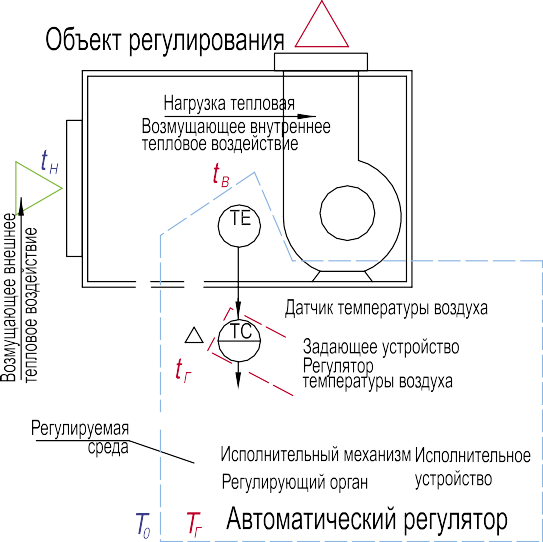 Объект регулирования
Нагрузка тепловая
Возмущающее внутреннее
тепловое воздействие
tН
tВ
TE
Возмущающее внешнее
тепловое воздействие
Датчик температуры воздуха
TC
Задающее устройство
Регулятор
температуры воздуха
tГ
Регулируемая
среда
Исполнительный механизм
Регулирующий орган
Исполнительное
устройство
T0
TГ
Автоматический регулятор